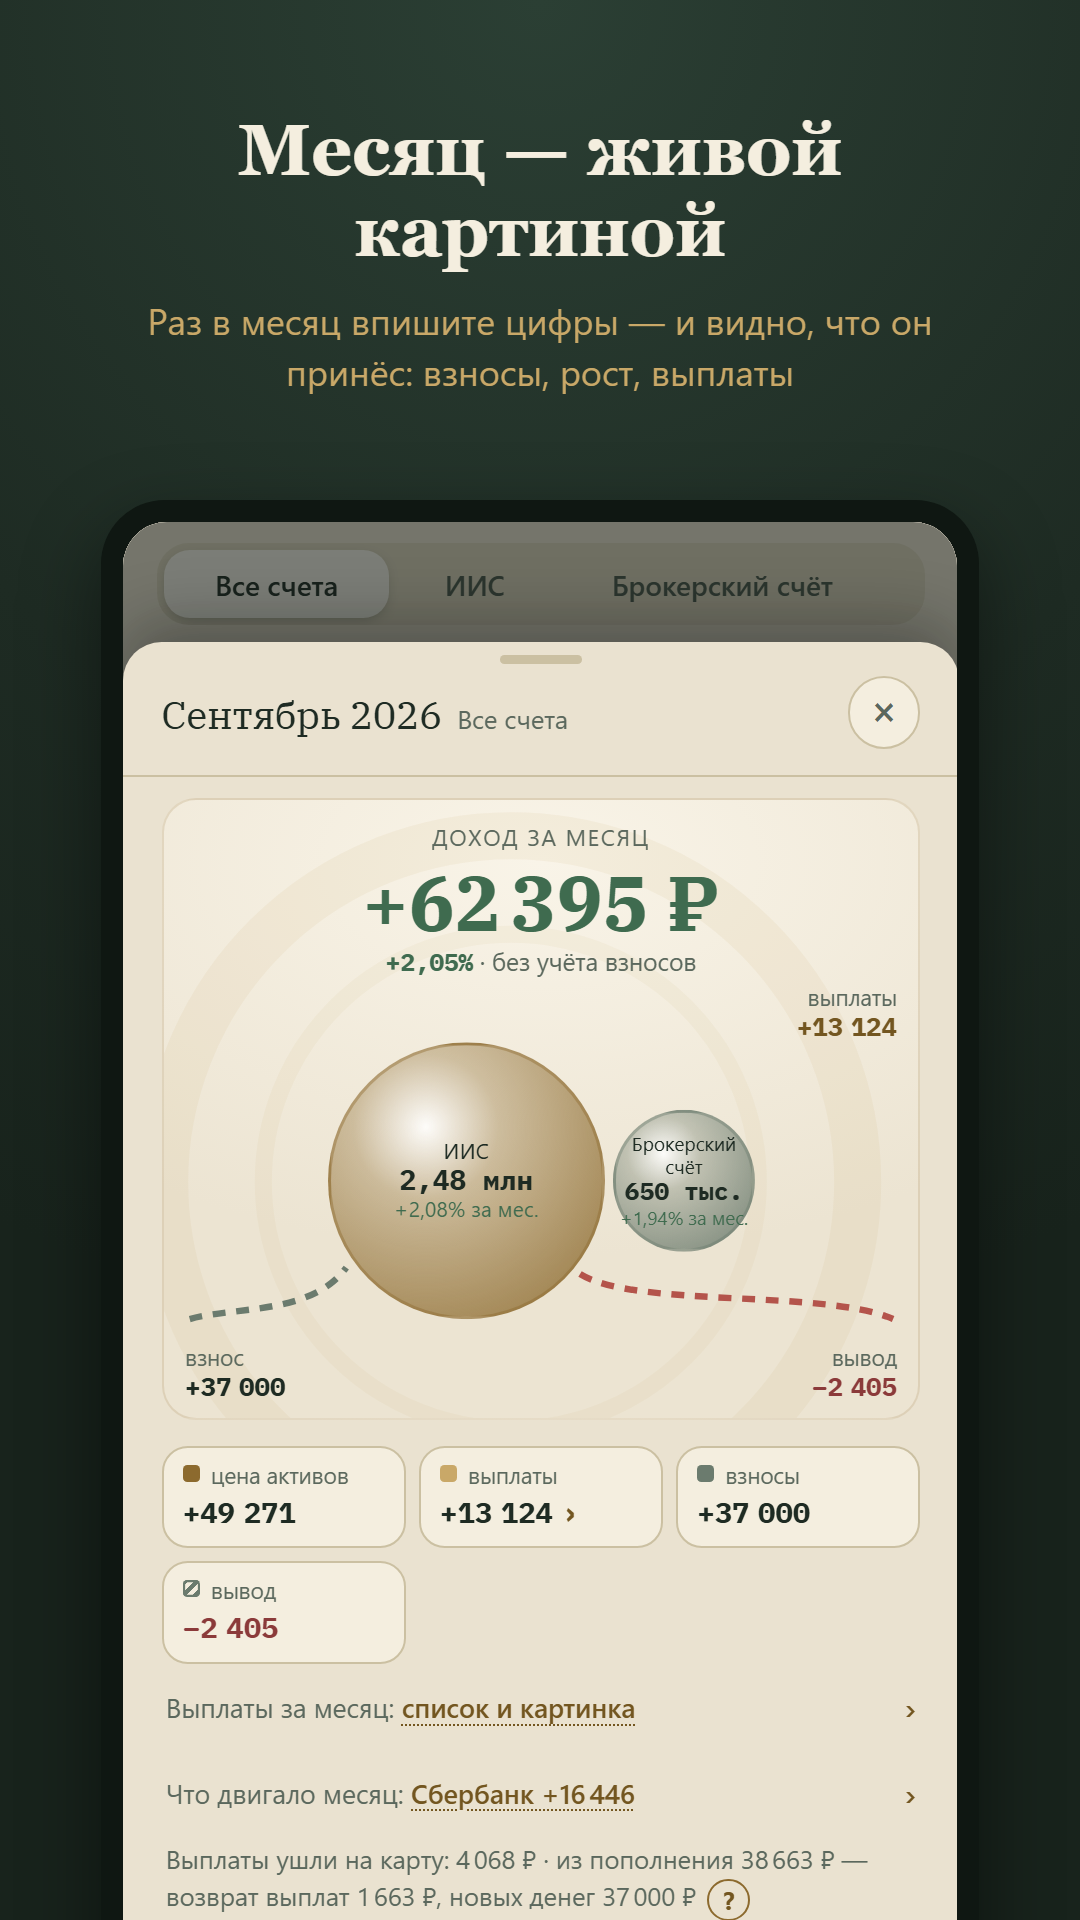 Месяц — живой
картиной
Раз в месяц впишите цифры — и видно, что он
принёс: взносы, рост, выплаты
Все счета ИИС Брокерский счёт
Сентябрь 2026 Все счета
×
ДОХОД ЗА МЕСЯЦ
+62 395 ₽
+2,05% · без учёта взносов
выплаты
+13 124
ИИС
2,48 млн
+2,08% за мес.
Брокерский
счёт
650 тыс.
+1,94% за мес.
взнос
+37 000
вывод
−2 405
цена активов
+49 271
выплаты
+13 124 ›
взносы
+37 000
вывод
−2 405
Выплаты за месяц: список и картинка ›
Что двигало месяц: Сбербанк +16 446 ›
Выплаты ушли на карту: 4 068 ₽ · из пополнения 38 663 ₽ —
возврат выплат 1 663 ₽, новых денег 37 000 ₽ ?